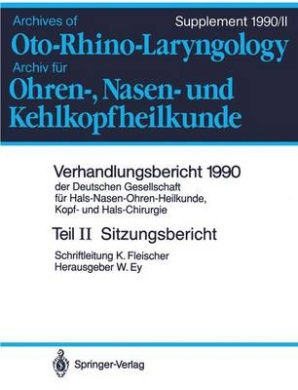 Archives of
Supplement 1990/II
Oto-Rhino-Laryngology
Archiv für
Ohren-, Nasen- und
Kehlkopfheilkunde
Verhandlungsbericht 1990
der Deutschen Gesellschaft
für Hals-Nasen-Ohren-Heilkunde,
Kopf- und Hals-Chirurgie
Teil II Sitzungsbericht
Schriftleitung K. Fleischer
Herausgeber W. Ey
Springer-Verlag